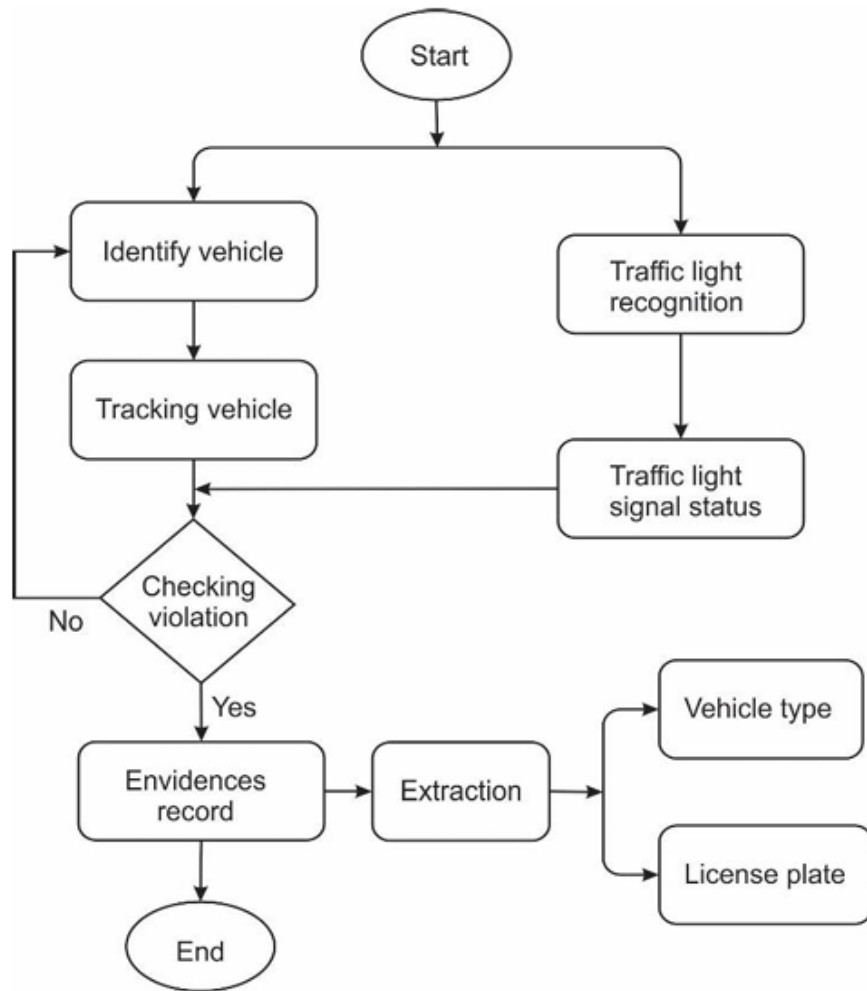 Start
Identify vehicle
Traffic light
recognition
Tracking vehicle
Traffic light
signal status
Checking
violation
No
Yes
Envidences
record
Extraction
Vehicle type
License plate
End